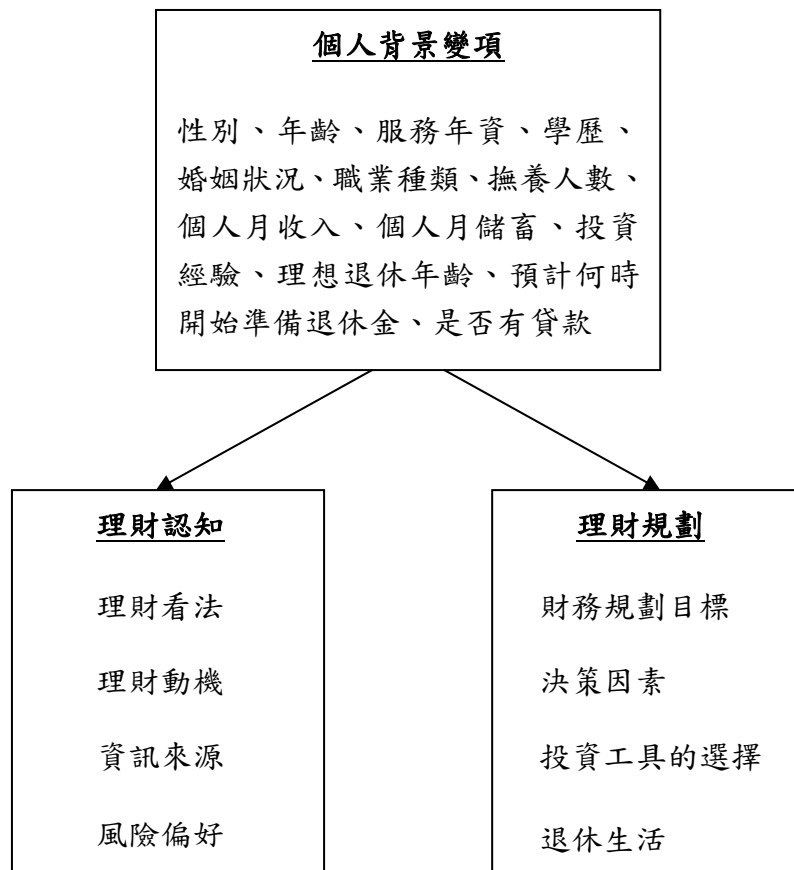 個人背景變項
性別、年齡、服務年資、學歷、
婚姻狀況、職業種類、撫養人數、
個人月收入、個人月儲畜、投資
經驗、理想退休年齡、預計何時
開始準備退休金、是否有貸款
理財認知
理財看法
理財動機
資訊來源
風險偏好
理財規劃
財務規劃目標
決策因素
投資工具的選擇
退休生活